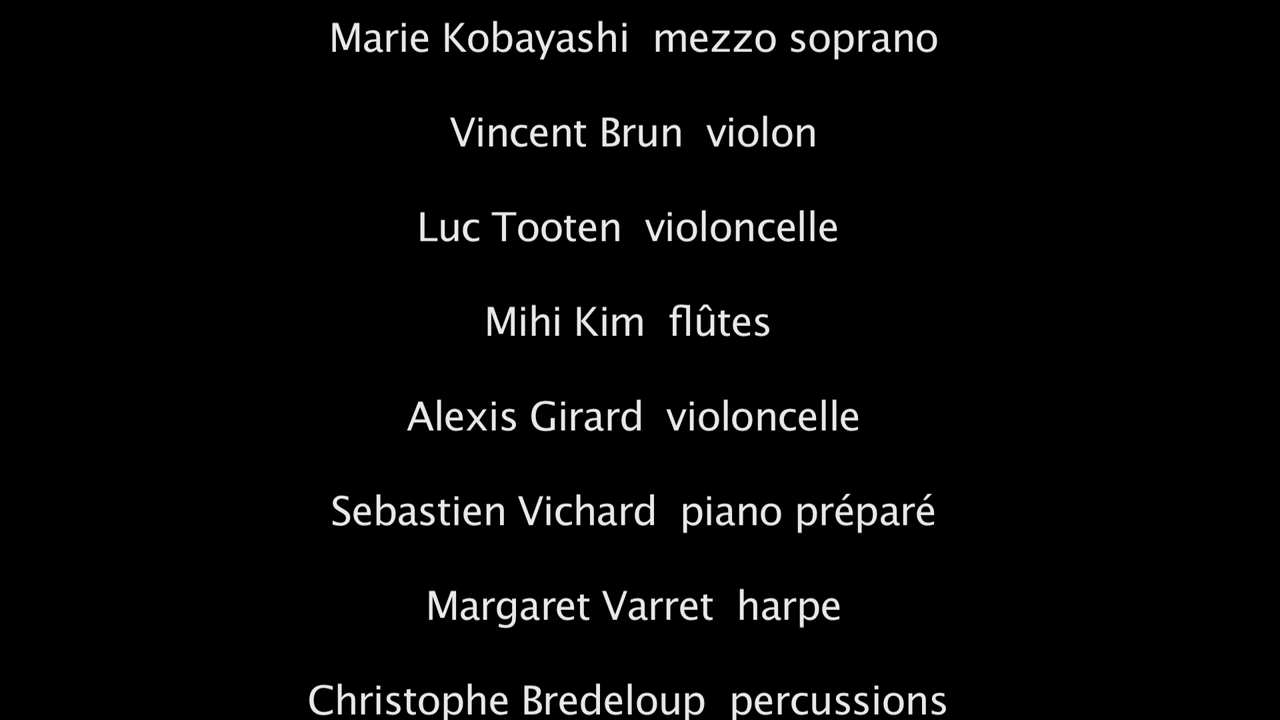 Marie Kobayashi  mezzo soprano
Vincent Brun  violon
Luc Tooten  violoncelle
Mihi Kim  flûtes
Alexis Girard  violoncelle
Sebastien Vichard  piano préparé
Margaret Varret  harpe
Christophe Bredeloup  percussions